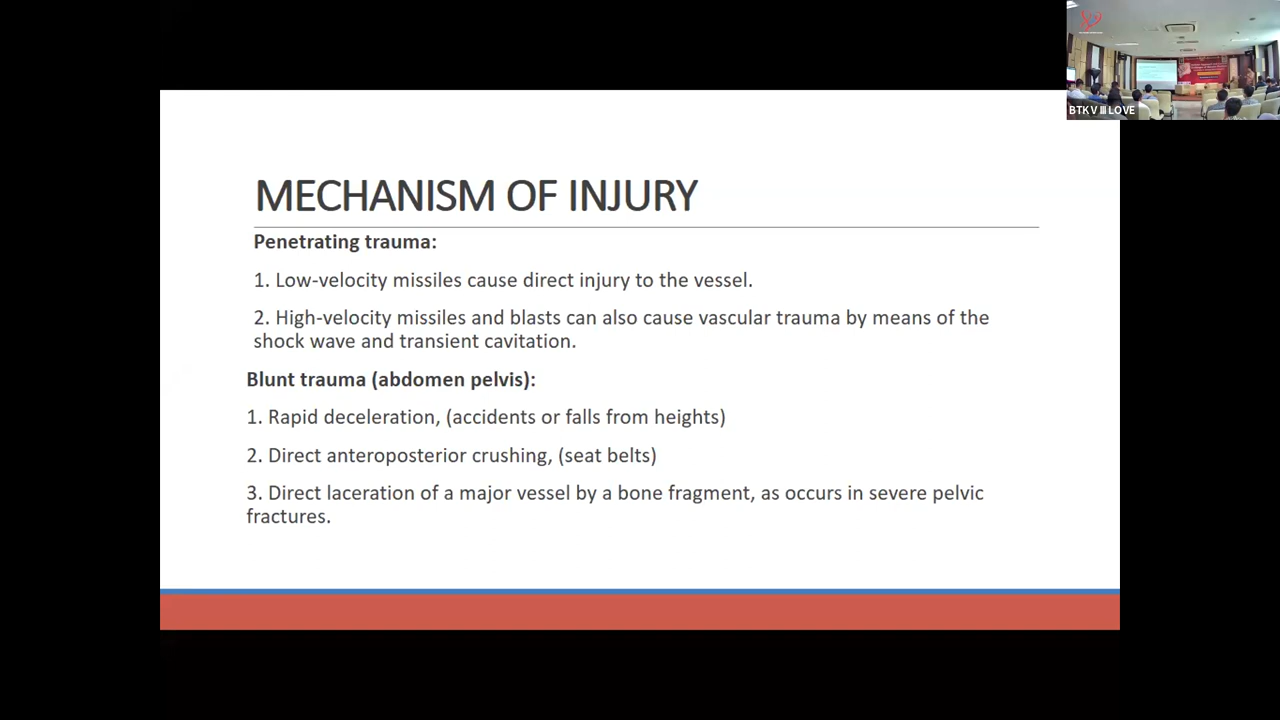 BTKV III LOVE
MECHANISM OF INJURY
Penetrating trauma:
1. Low-velocity missiles cause direct injury to the vessel.
2. High-velocity missiles and blasts can also cause vascular trauma by means of the
shock wave and transient cavitation.
Blunt trauma (abdomen pelvis):
1. Rapid deceleration, (accidents or falls from heights)
2. Direct anteroposterior crushing, (seat belts)
3. Direct laceration of a major vessel by a bone fragment, as occurs in severe pelvic
fractures.